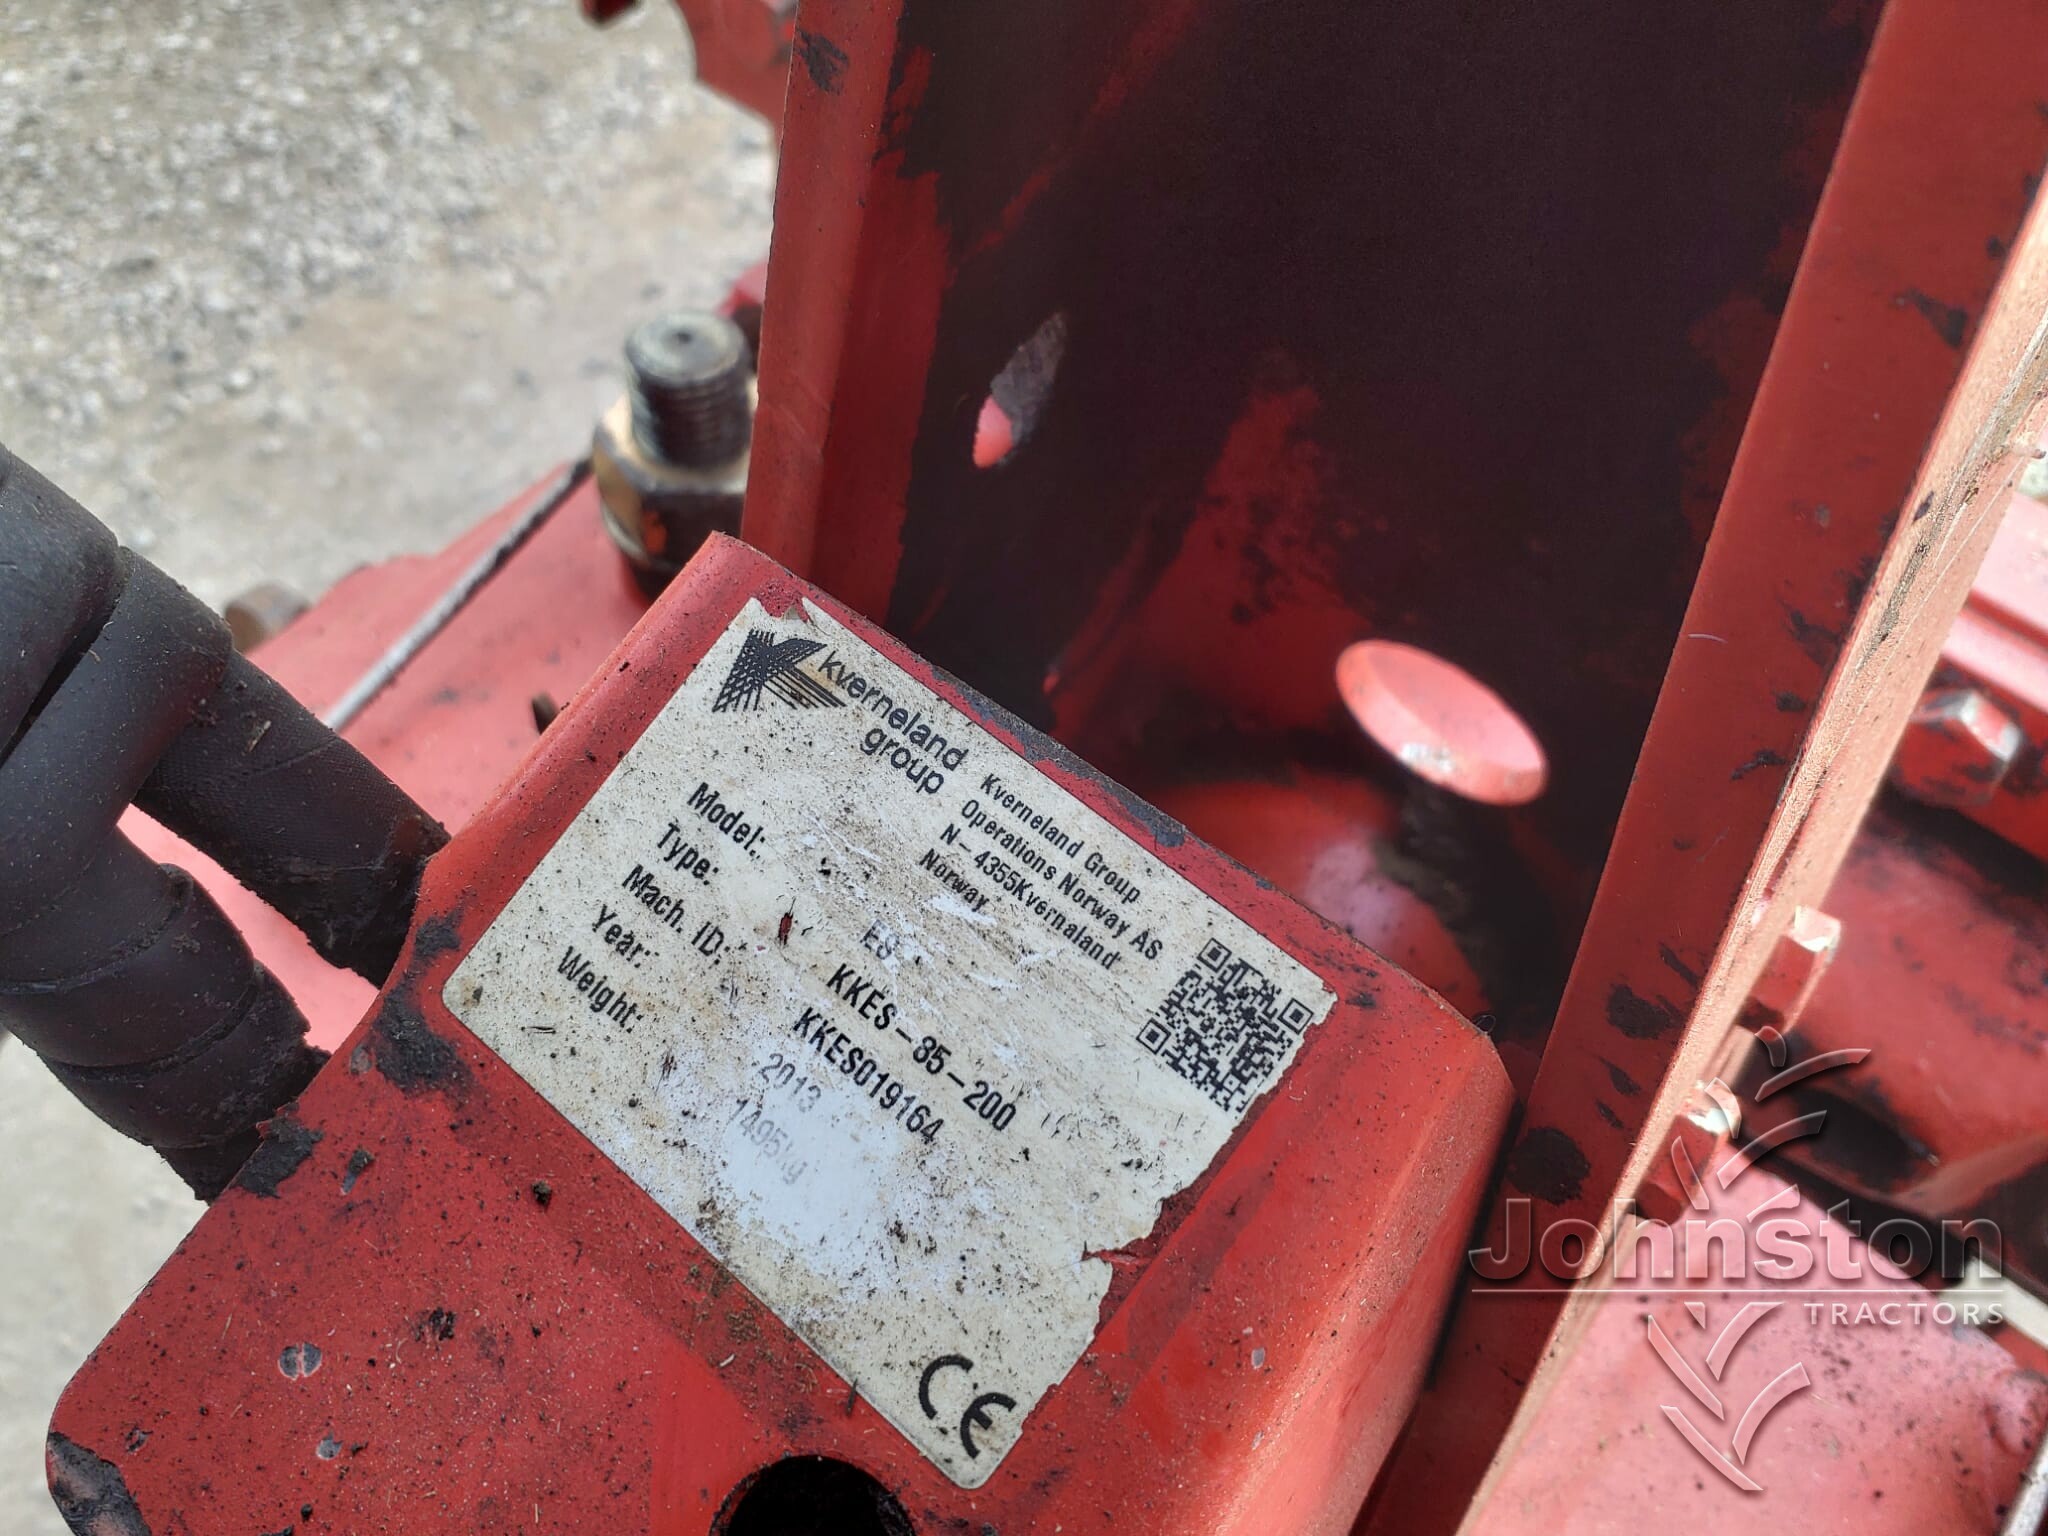 kverneland
group
Kverneland Group
Operations Norway AS
N-4355Kvernaland
Norway
Model: ES
Type: KKES-85-200
Mach. ID: KKES019164
Year: 2013
Weight: 1495kg
CE
Johnston
TRACTORS